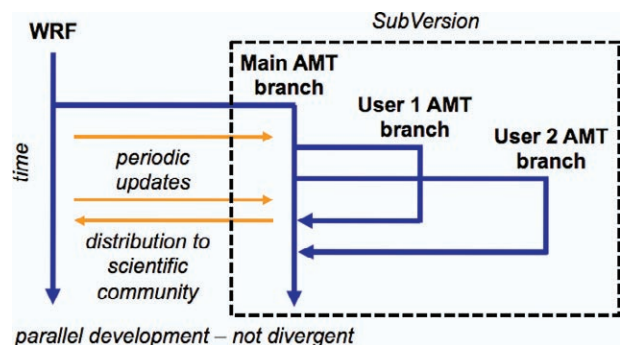 SubVersion
WRF
Main AMT
branch
User 1 AMT
branch
User 2 AMT
branch
time
periodic
updates
distribution to
scientific
community
parallel development – not divergent